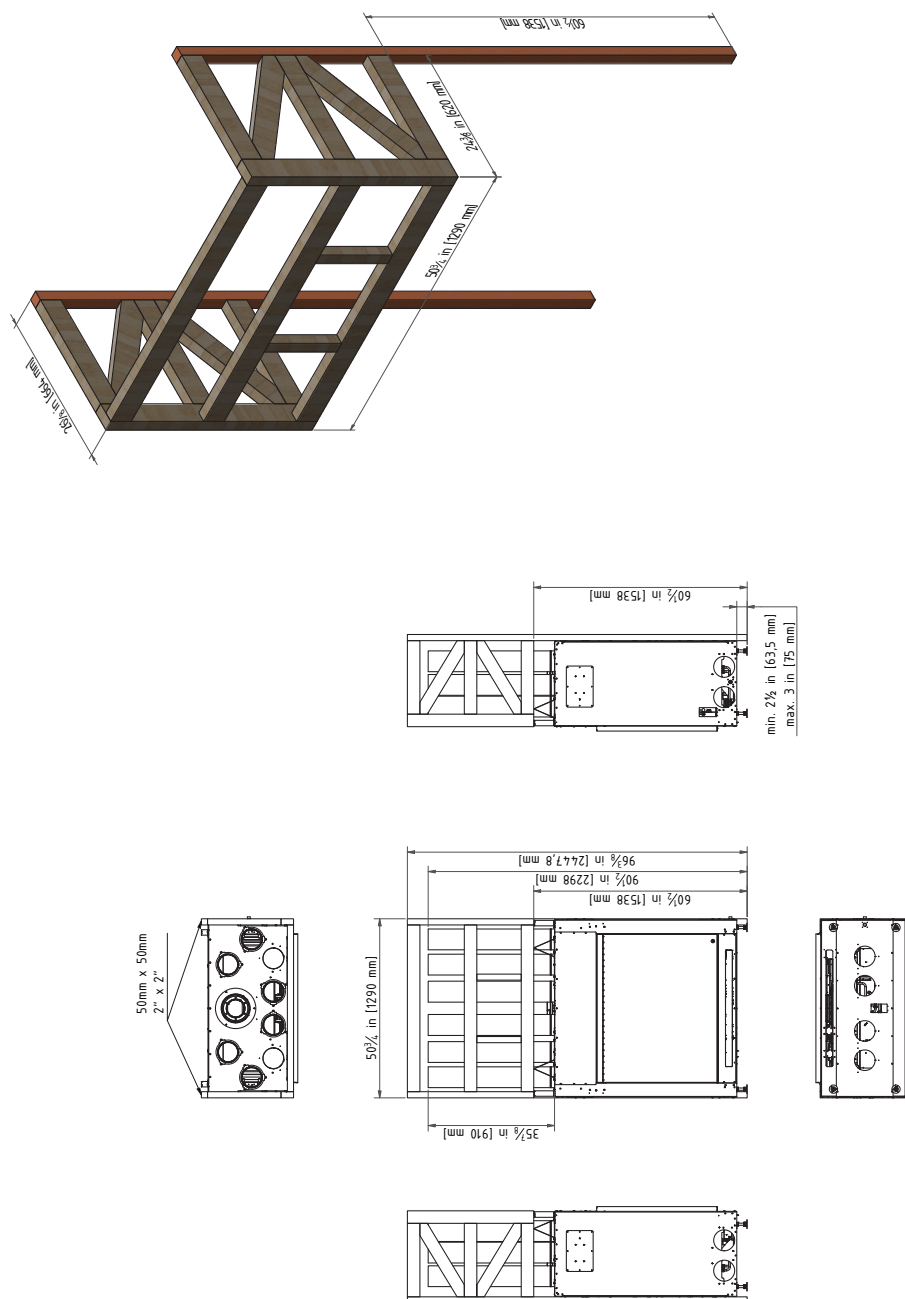 60½ in [1538 mm]
24⅜ in [620 mm]
50¾ in [1290 mm]
26⅛ in [664 mm]
60½ in [1538 mm]
min. 2½ in [63,5 mm]
max. 3 in [75 mm]
96⅜ in [2447,8 mm]
90½ in [2298 mm]
60½ in [1538 mm]
50mm x 50mm
2" x 2"
50¾ in [1290 mm]
35⅞ in [910 mm]